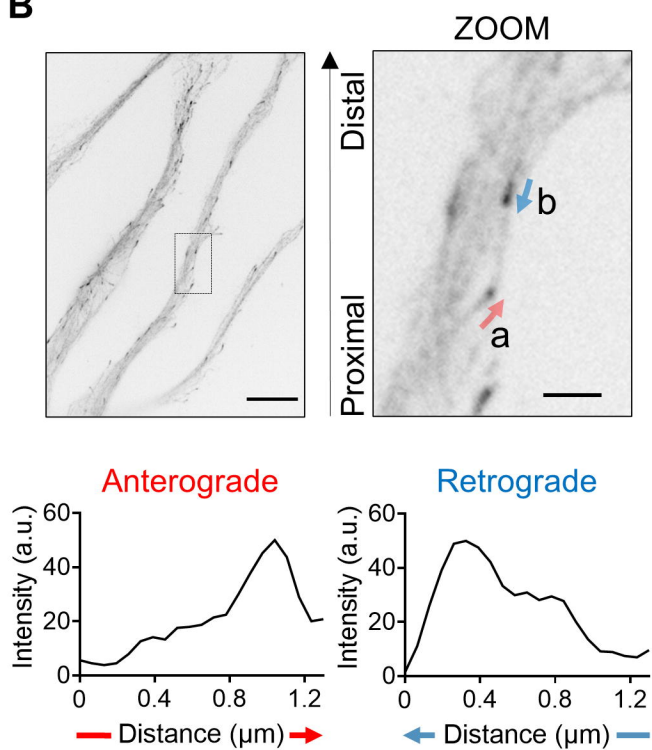 B
ZOOM
Distal
Proximal
b
a
Anterograde
Retrograde
Intensity (a.u.)
60
40
20
0
0 0.4 0.8 1.2
Distance (μm)
Intensity (a.u.)
60
40
20
0
0 0.4 0.8 1.2
Distance (μm)